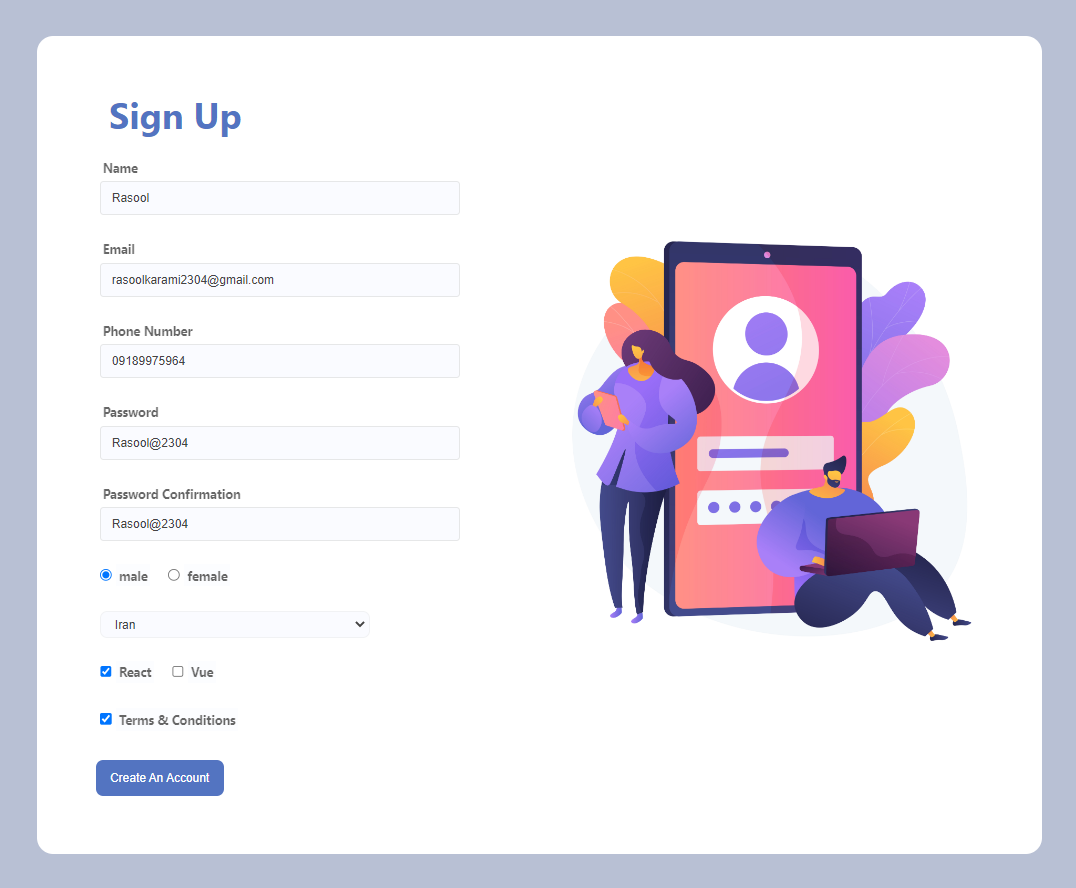 Sign Up
Name
Rasool
Email
rasoolkarami2304@gmail.com
Phone Number
09189975964
Password
Rasool@2304
Password Confirmation
Rasool@2304
male female
Iran
React Vue
Terms & Conditions
Create An Account